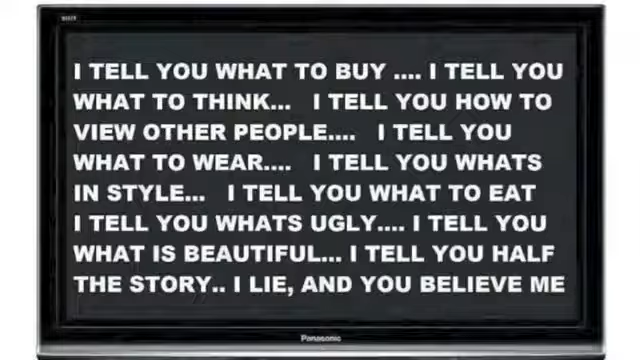 I TELL YOU WHAT TO BUY .... I TELL YOU
WHAT TO THINK... I TELL YOU HOW TO
VIEW OTHER PEOPLE.... I TELL YOU
WHAT TO WEAR.... I TELL YOU WHATS
IN STYLE... I TELL YOU WHAT TO EAT
I TELL YOU WHATS UGLY.... I TELL YOU
WHAT IS BEAUTIFUL... I TELL YOU HALF
THE STORY.. I LIE, AND YOU BELIEVE ME
Panasonic